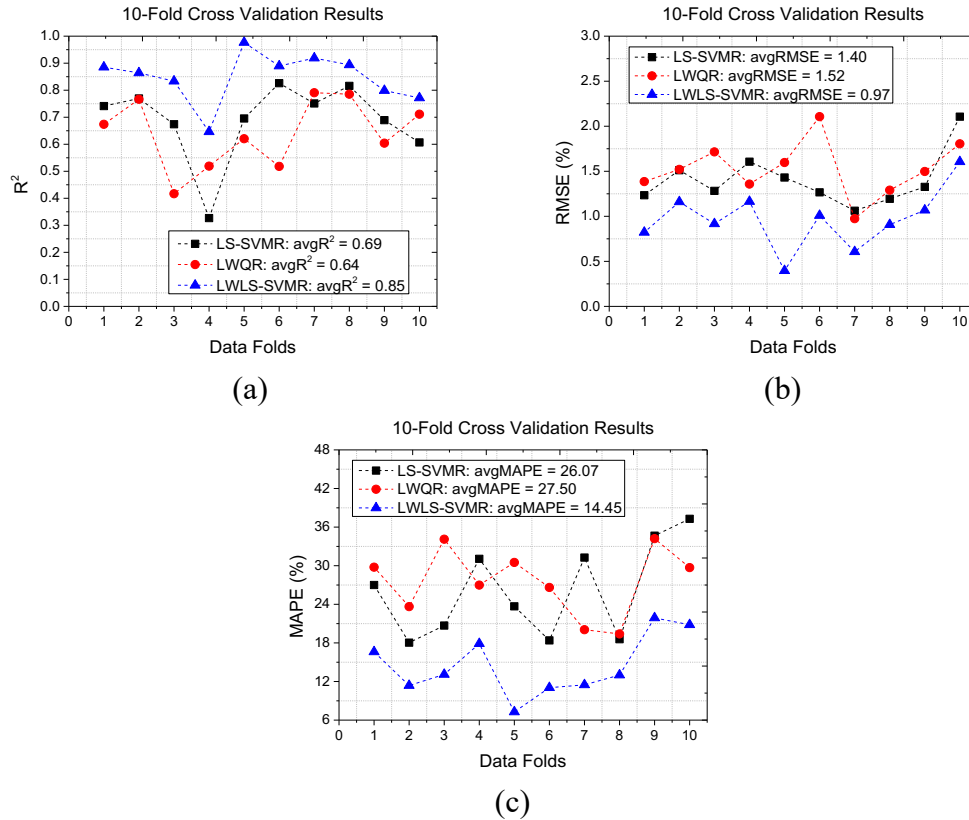 10-Fold Cross Validation Results
1.0
0.9
0.8
0.7
0.6
0.5
0.4
0.3
0.2
0.1
0.0
R²
LS-SVMR: avgR² = 0.69
LWQR: avgR² = 0.64
LWLS-SVMR: avgR² = 0.85
0 1 2 3 4 5 6 7 8 9 10
Data Folds
(a)
10-Fold Cross Validation Results
3.0
2.5
2.0
1.5
1.0
0.5
0.0
RMSE (%)
LS-SVMR: avgRMSE = 1.40
LWQR: avgRMSE = 1.52
LWLS-SVMR: avgRMSE = 0.97
0 1 2 3 4 5 6 7 8 9 10
Data Folds
(b)
10-Fold Cross Validation Results
48
42
36
30
24
18
12
6
MAPE (%)
LS-SVMR: avgMAPE = 26.07
LWQR: avgMAPE = 27.50
LWLS-SVMR: avgMAPE = 14.45
0 1 2 3 4 5 6 7 8 9 10
Data Folds
(c)